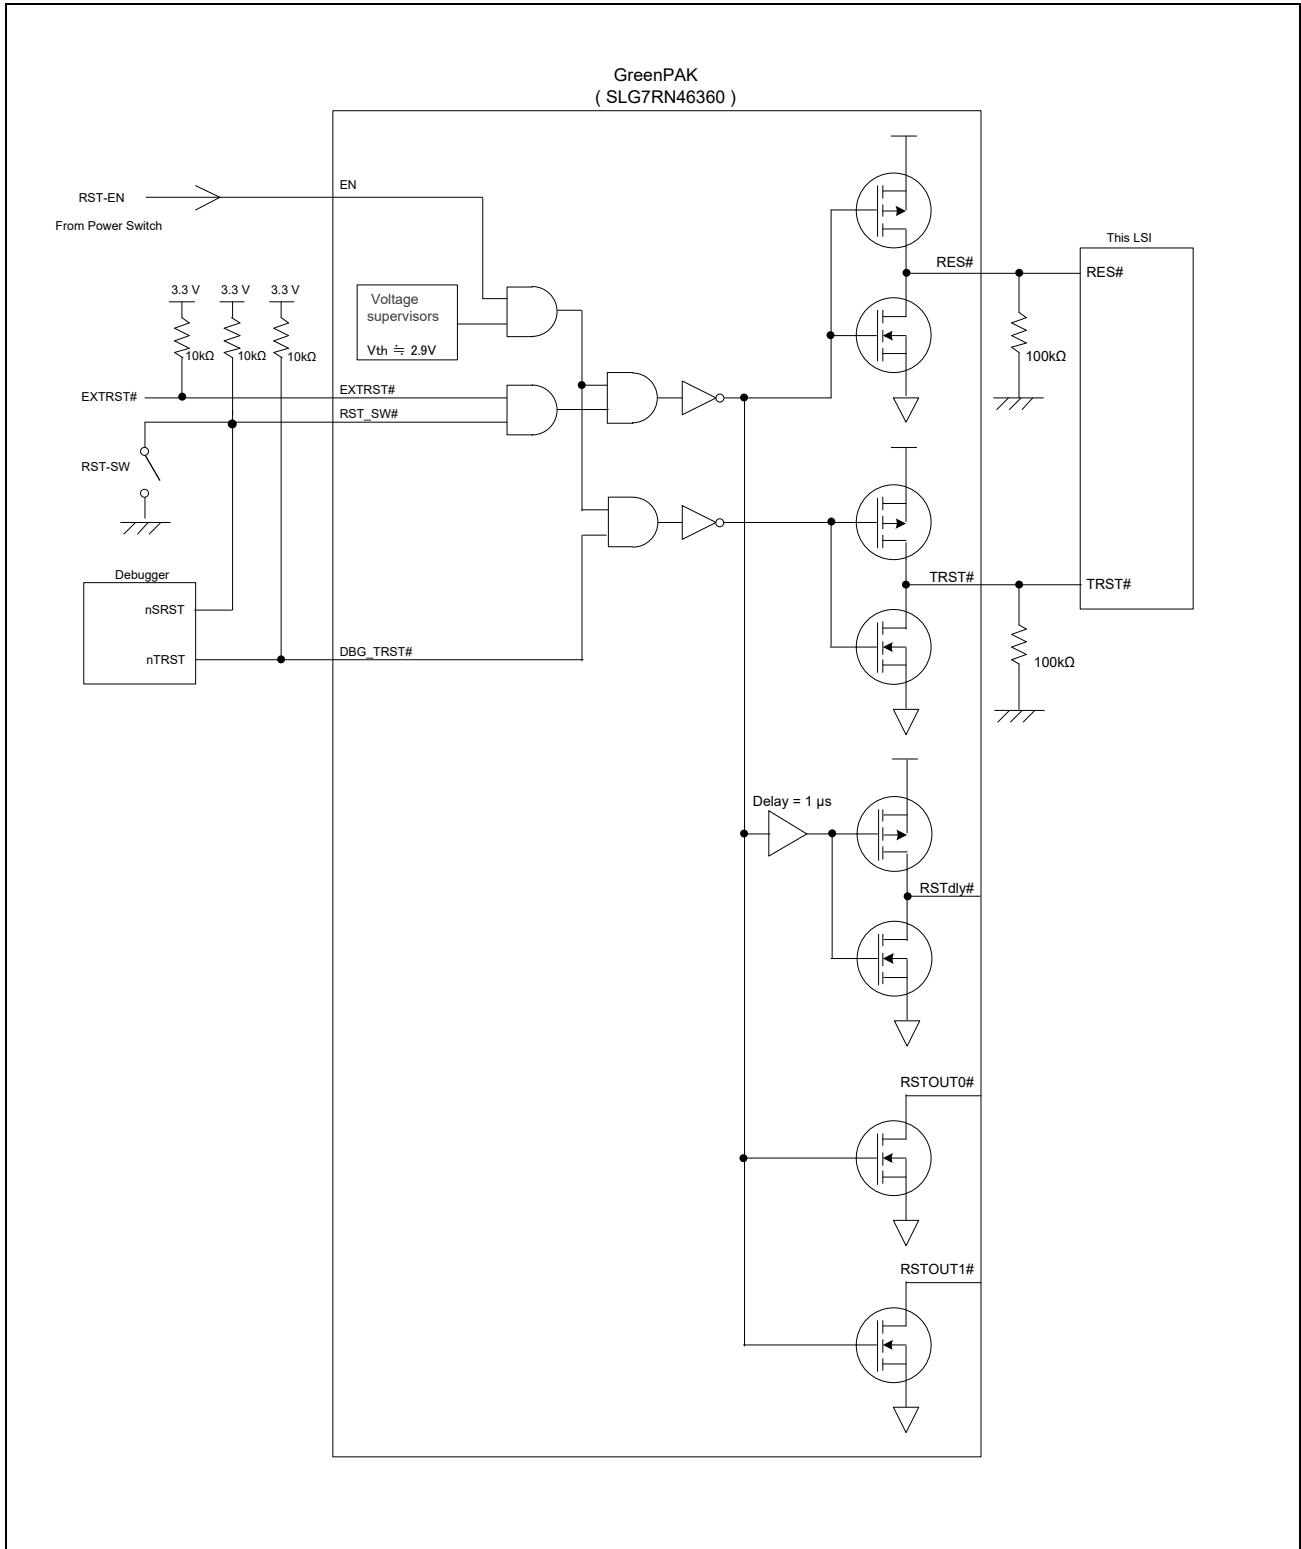 GreenPAK
( SLG7RN46360 )
RST-EN
From Power Switch
EN
3.3 V
3.3 V
3.3 V
10kΩ
10kΩ
10kΩ
Voltage
supervisors
Vth ≒ 2.9V
EXTRST#
EXTRST#
RST_SW#
RST-SW
Debugger
nSRST
nTRST
DBG_TRST#
RES#
This LSI
RES#
100kΩ
TRST#
TRST#
100kΩ
Delay = 1 μs
RSTdly#
RSTOUT0#
RSTOUT1#